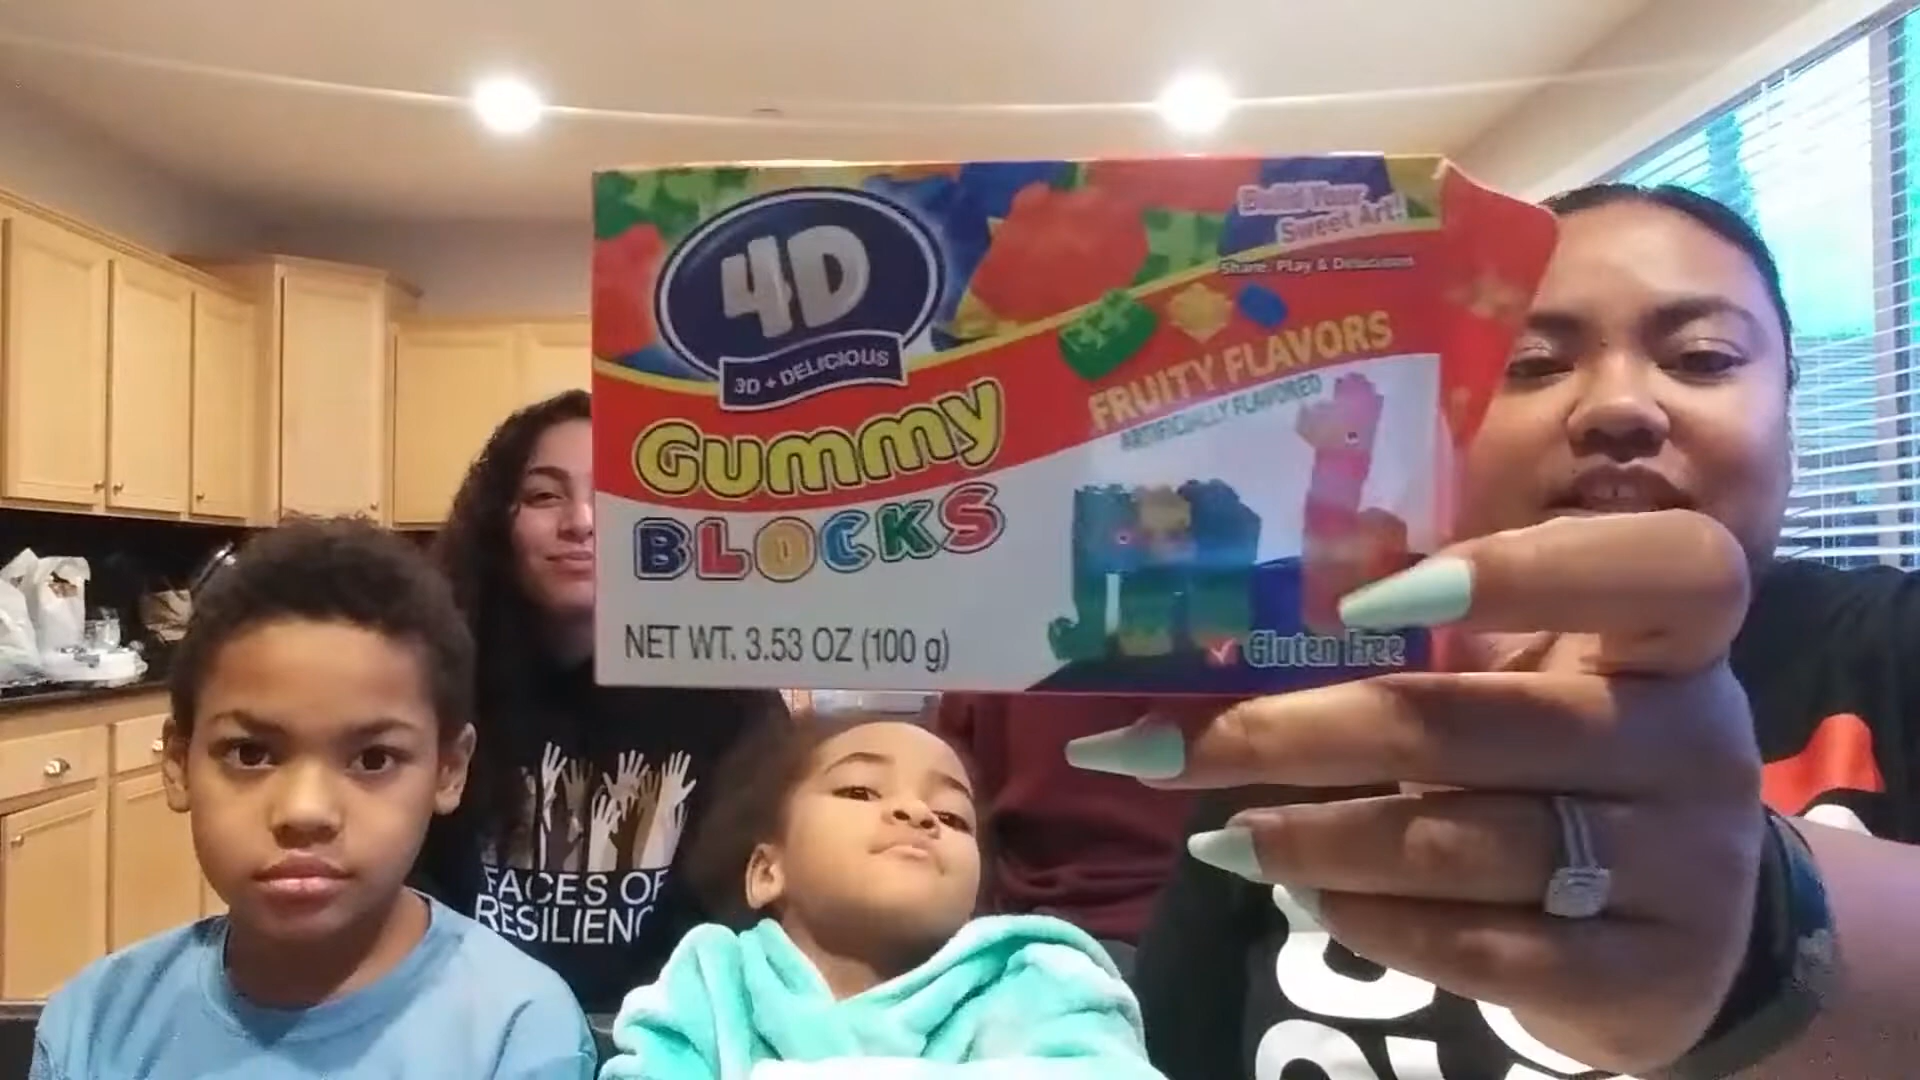 4D
3D + DELICIOUS
Gummy
BLOCKS
NET WT. 3.53 OZ (100 g)
Build Your
Sweet Art!
Share, Play & Delicious
FRUITY FLAVORS
ARTIFICIALLY FLAVORED
Gluten Free
FACES OF
RESILIENC